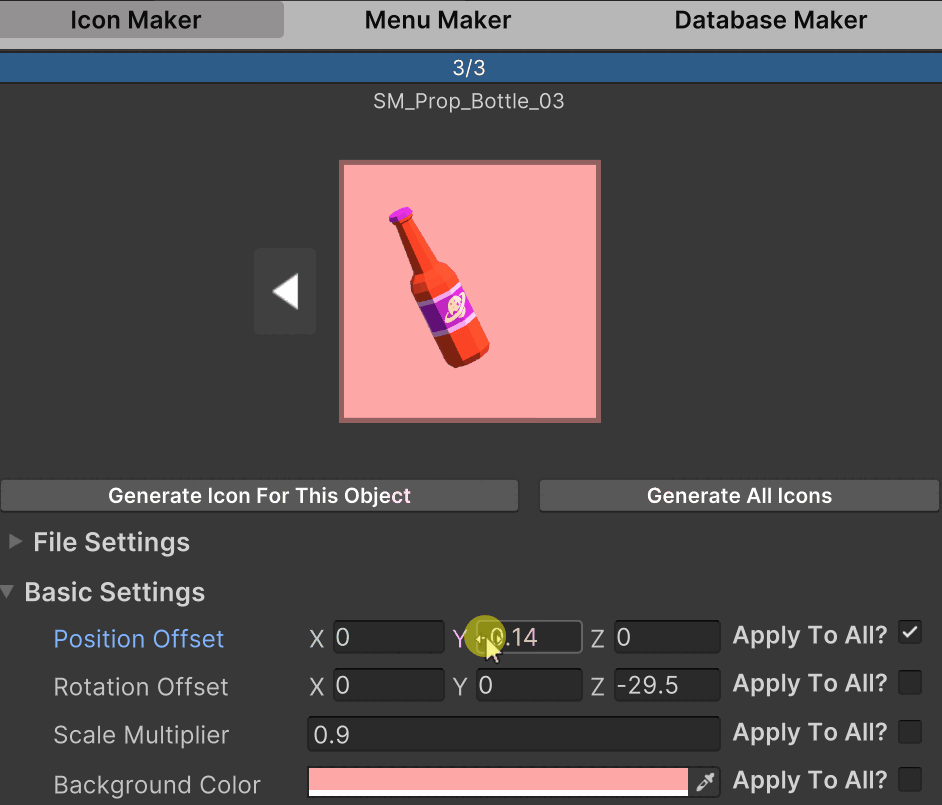 Icon Maker Menu Maker Database Maker
3/3
SM_Prop_Bottle_03
Generate Icon For This Object Generate All Icons
File Settings
Basic Settings
Position Offset X 0 Y .14 Z 0 Apply To All?
Rotation Offset X 0 Y 0 Z -29.5 Apply To All?
Scale Multiplier 0.9 Apply To All?
Background Color Apply To All?